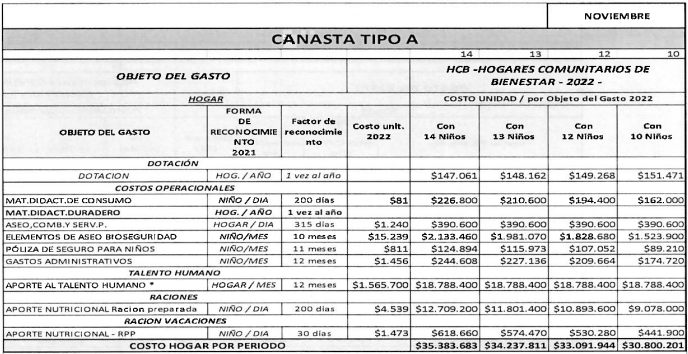 NOVIEMBRE
CANASTA TIPO A
14 13 12 10
OBJETO DEL GASTO
HCB -HOGARES COMUNITARIOS DE
BIENESTAR - 2022 -
HOGAR
COSTO UNIDAD / por Objeto del Gasto 2022
OBJETO DEL GASTO
FORMA
DE
RECONOCIMIE
NTO
2021
Factor de
reconocimie
nto
Costo unit.
2022
Con
14 Niños
Con
13 Niños
Con
12 Niños
Con
10 Niños
DOTACIÓN
DOTACION HOG. / AÑO 1 vez al año $147.061 $148.162 $149.268 $151.471
COSTOS OPERACIONALES
MAT.DIDACT.DE CONSUMO NIÑO / DIA 200 días $81 $226.800 $210.600 $194.400 $162.000
MAT.DIDACT.DURADERO HOG. / AÑO 1 vez al año
ASEO,COMB.Y SERV.P. HOGAR / DIA 315 días $1.240 $390.600 $390.600 $390.600 $390.600
ELEMENTOS DE ASEO BIOSEGURIDAD NIÑO/MES 10 meses $15.239 $2.133.460 $1.981.070 $1.828.680 $1.523.900
PÓLIZA DE SEGURO PARA NIÑOS NIÑO/MES 11 meses $811 $124.894 $115.973 $107.052 $89.210
GASTOS ADMINISTRATIVOS NIÑO/MES 12 meses $1.456 $244.608 $227.136 $209.664 $174.720
TALENTO HUMANO
APORTE AL TALENTO HUMANO * HOGAR / MES 12 meses $1.565.700 $18.788.400 $18.788.400 $18.788.400 $18.788.400
RACIONES
APORTE NUTRICIONAL Racion preparada NIÑO / DIA 200 días $4.539 $12.709.200 $11.801.400 $10.893.600 $9.078.000
RACION VACACIONES
APORTE NUTRICIONAL - RPP NIÑO / DIA 30 días $1.473 $618.660 $574.470 $530.280 $441.900
COSTO HOGAR POR PERIODO $35.383.683 $34.237.811 $33.091.944 $30.800.201